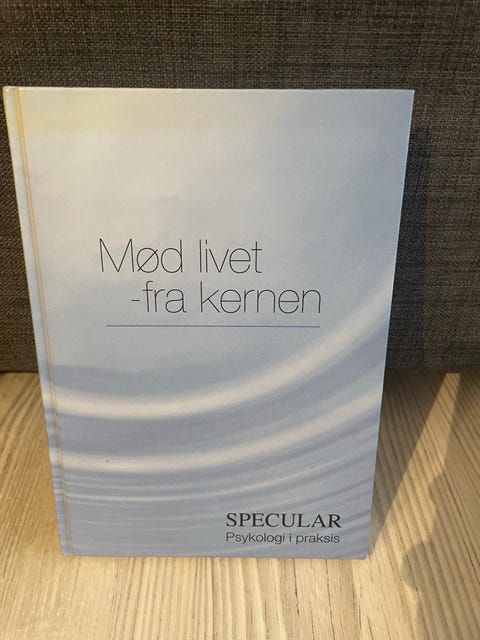 Mød livet
-fra kernen
SPECULAR
Psykologi i praksis